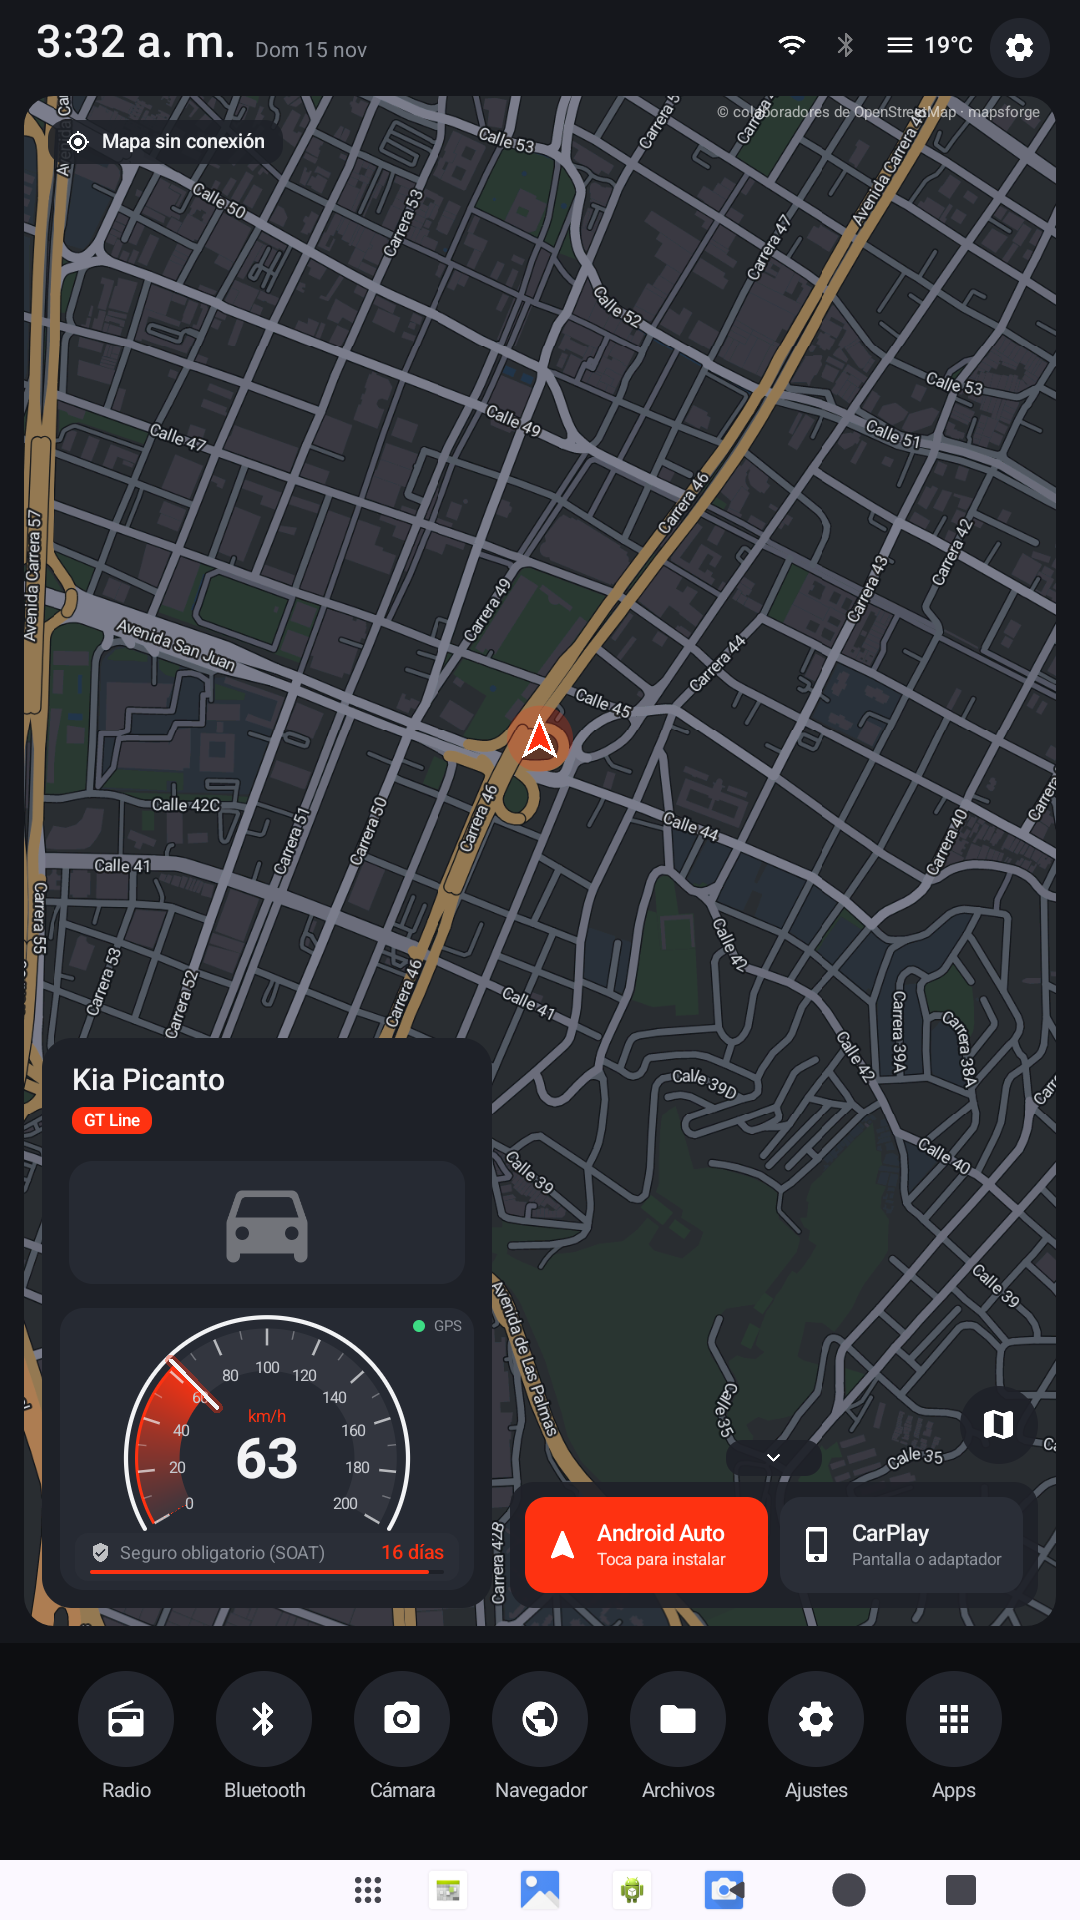 3:32 a. m.
Dom 15 nov
19°C
© colaboradores de OpenStreetMap · mapsforge
Mapa sin conexión
Calle 53
Calle 50
Carrera 53
Carrera 47
Avenida Carrera 4
Calle 52
Calle 53
Calle 51
Calle 49
Calle 47
Carrera 46
Avenida Carrera 57
Carrera 42
Carrera 43
Carrera 49
Avenida San Juan
Carrera 44
Calle 45
Calle 42C
Carrera 51
Carrera 50
Carrera 46
Calle 44
Carrera 40
Calle 41
Carrera 55
Carrera 53
Carrera 52
Carrera 46
Calle 41
Calle 42
Carrera 39A
Carrera 38A
Calle 42
Calle 39D
Calle 40
Calle 39
Calle 39
Avenida de Las Palmas
Calle 35
Calle 35
Carrera 42B
Kia Picanto
GT Line
GPS
0
20
40
60
80
100
120
140
160
180
200
km/h
63
Seguro obligatorio (SOAT)
16 días
Android Auto
Toca para instalar
CarPlay
Pantalla o adaptador
Radio
Bluetooth
Cámara
Navegador
Archivos
Ajustes
Apps